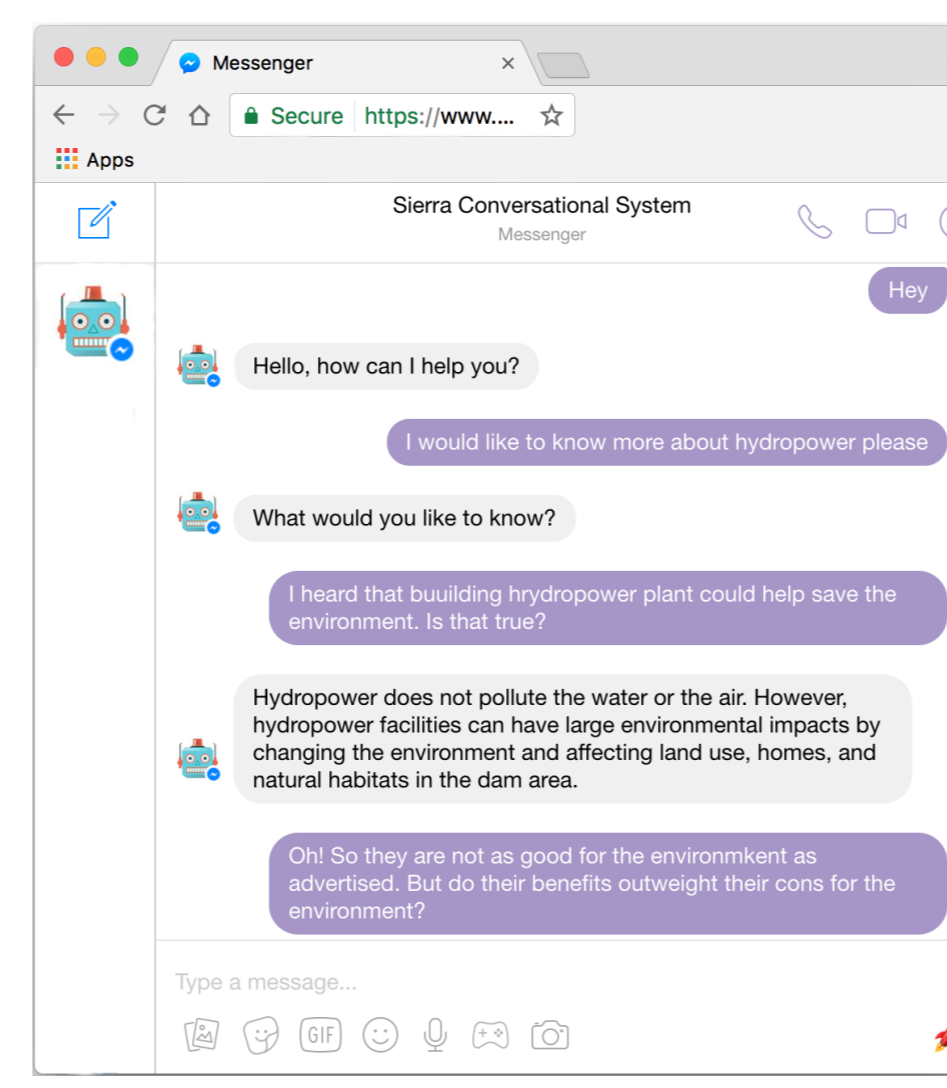 Messenger
Secure https://www....
Apps
Sierra Conversational System
Messenger
Hey
Hello, how can I help you?
I would like to know more about hydropower please
What would you like to know?
I heard that buuilding hrydropower plant could help save the
environment. Is that true?
Hydropower does not pollute the water or the air. However,
hydropower facilities can have large environmental impacts by
changing the environment and affecting land use, homes, and
natural habitats in the dam area.
Oh! So they are not as good for the environmkent as
advertised. But do their benefits outweight their cons for the
environment?
Type a message...
GIF